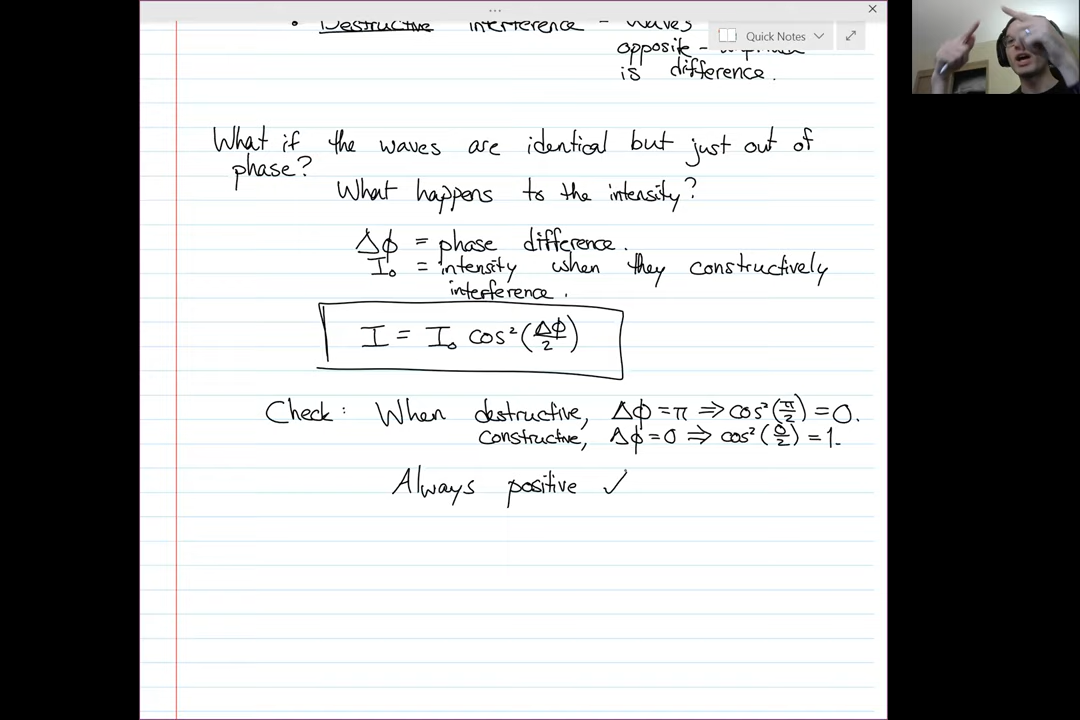 • Destructive interference - waves
Quick Notes
opposite -
is difference.
What if the waves are identical but just out of
phase?
What happens to the intensity?
Δϕ = phase difference.
I₀ = intensity when they constructively
interference.
I = I₀ cos²(Δϕ/2)
Check: When destructive, Δϕ = π ⇒ cos²(π/2) = 0.
constructive, Δϕ = 0 ⇒ cos²(0/2) = 1.
Always positive ✓